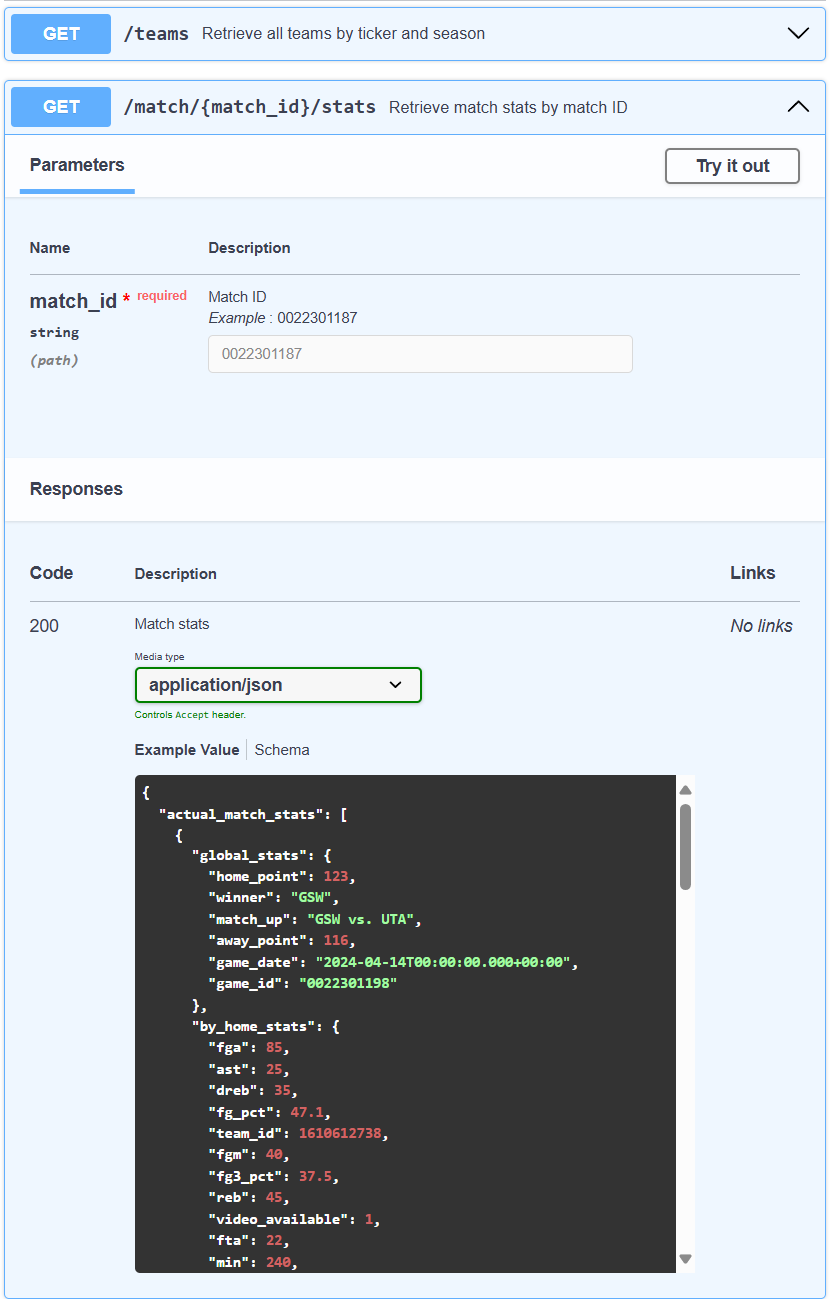 GET /teams Retrieve all teams by ticker and season
GET /match/{match_id}/stats Retrieve match stats by match ID
Parameters
Try it out
Name Description
match_id * required
string
(path)
Match ID
Example : 0022301187
0022301187
Responses
Code Description Links
200 Match stats No links
Media type
application/json
Controls Accept header.
Example Value Schema
{
  "actual_match_stats": [
    {
      "global_stats": {
        "home_point": 123,
        "winner": "GSW",
        "match_up": "GSW vs. UTA",
        "away_point": 116,
        "game_date": "2024-04-14T00:00:00.000+00:00",
        "game_id": "0022301198"
      },
      "by_home_stats": {
        "fga": 85,
        "ast": 25,
        "dreb": 35,
        "fg_pct": 47.1,
        "team_id": 1610612738,
        "fgm": 40,
        "fg3_pct": 37.5,
        "reb": 45,
        "video_available": 1,
        "fta": 22,
        "min": 240,